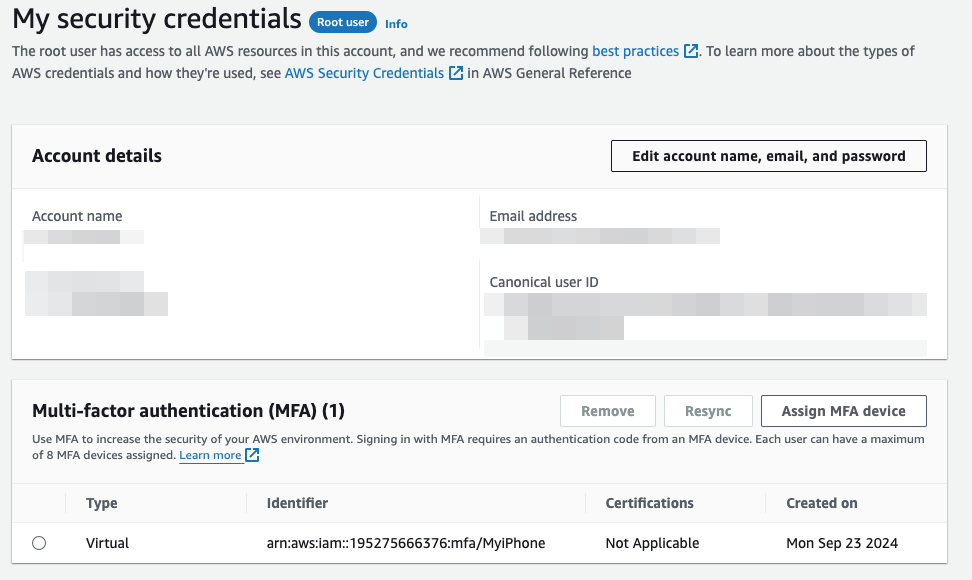 My security credentials Root user Info
The root user has access to all AWS resources in this account, and we recommend following best practices. To learn more about the types of
AWS credentials and how they're used, see AWS Security Credentials in AWS General Reference
Account details
Edit account name, email, and password
Account name
Email address
Canonical user ID
Multi-factor authentication (MFA) (1)
Remove
Resync
Assign MFA device
Use MFA to increase the security of your AWS environment. Signing in with MFA requires an authentication code from an MFA device. Each user can have a maximum
of 8 MFA devices assigned. Learn more
Type Identifier Certifications Created on
Virtual arn:aws:iam::195275666376:mfa/MyiPhone Not Applicable Mon Sep 23 2024